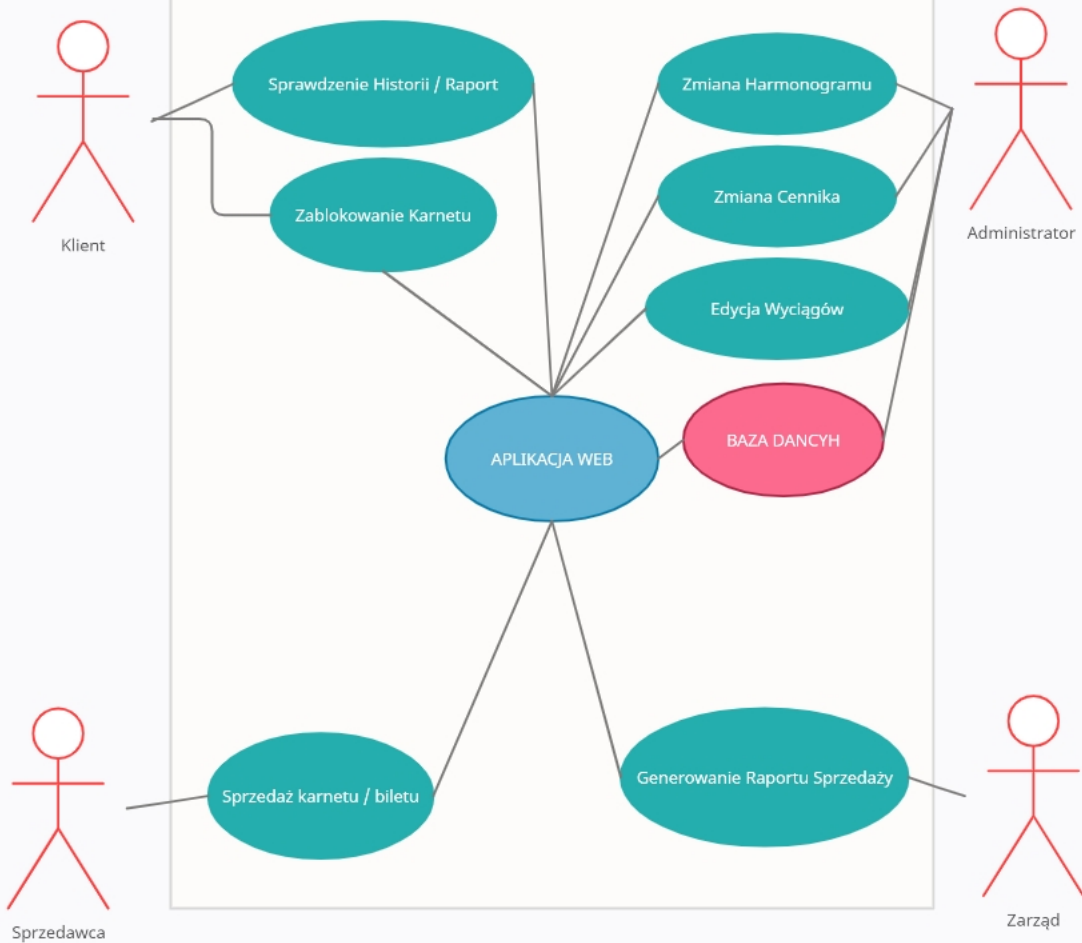 Sprawdzenie Historii / Raport
Zmiana Harmonogramu
Zablokowanie Karnetu
Zmiana Cennika
Klient
Administrator
Edycja Wyciągów
APLIKACJA WEB
BAZA DANCYH
Sprzedaż karnetu / biletu
Generowanie Raportu Sprzedaży
Sprzedawca
Zarząd